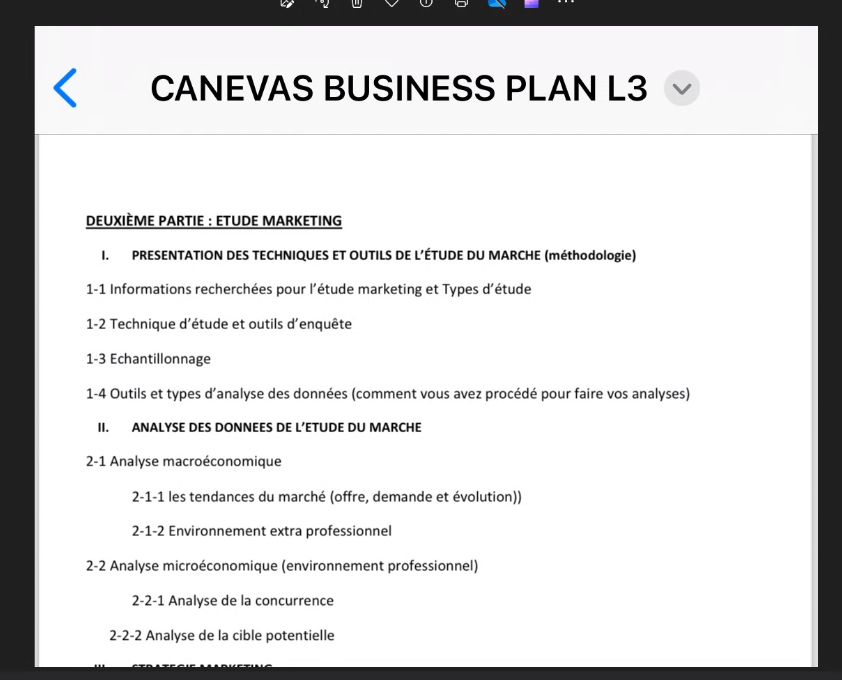 CANEVAS BUSINESS PLAN L3
DEUXIÈME PARTIE : ETUDE MARKETING
I. PRESENTATION DES TECHNIQUES ET OUTILS DE L'ÉTUDE DU MARCHE (méthodologie)
1-1 Informations recherchées pour l'étude marketing et Types d'étude
1-2 Technique d'étude et outils d'enquête
1-3 Echantillonnage
1-4 Outils et types d'analyse des données (comment vous avez procédé pour faire vos analyses)
II. ANALYSE DES DONNEES DE L'ETUDE DU MARCHE
2-1 Analyse macroéconomique
2-1-1 les tendances du marché (offre, demande et évolution))
2-1-2 Environnement extra professionnel
2-2 Analyse microéconomique (environnement professionnel)
2-2-1 Analyse de la concurrence
2-2-2 Analyse de la cible potentielle
III. STRATEGIE MARKETING